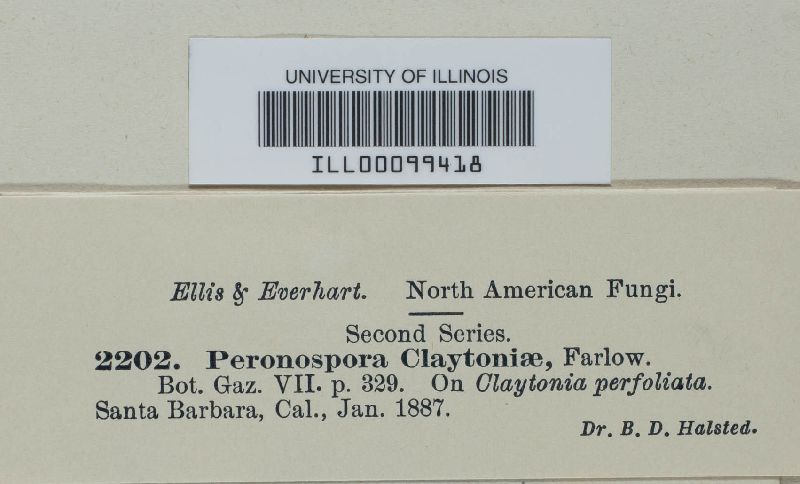 UNIVERSITY OF ILLINOIS
ILL00099418
Ellis & Everhart. North American Fungi.
Second Series.
2202. Peronospora Claytoniæ, Farlow.
Bot. Gaz. VII. p. 329. On Claytonia perfoliata.
Santa Barbara, Cal., Jan. 1887.
Dr. B. D. Halsted.